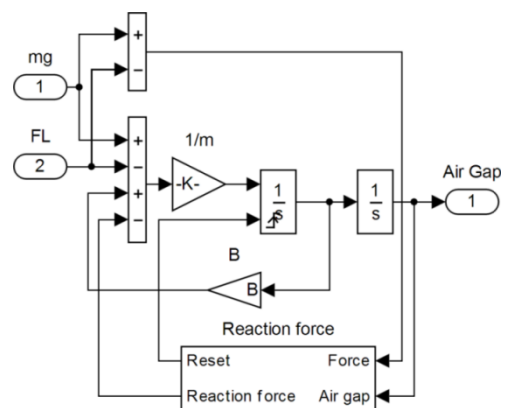 +
−
mg
1
FL
2
+
−
+
−
1/m
-K-
1
s
1
s
Air Gap
1
B
B
Reaction force
Reset Force
Reaction force Air gap